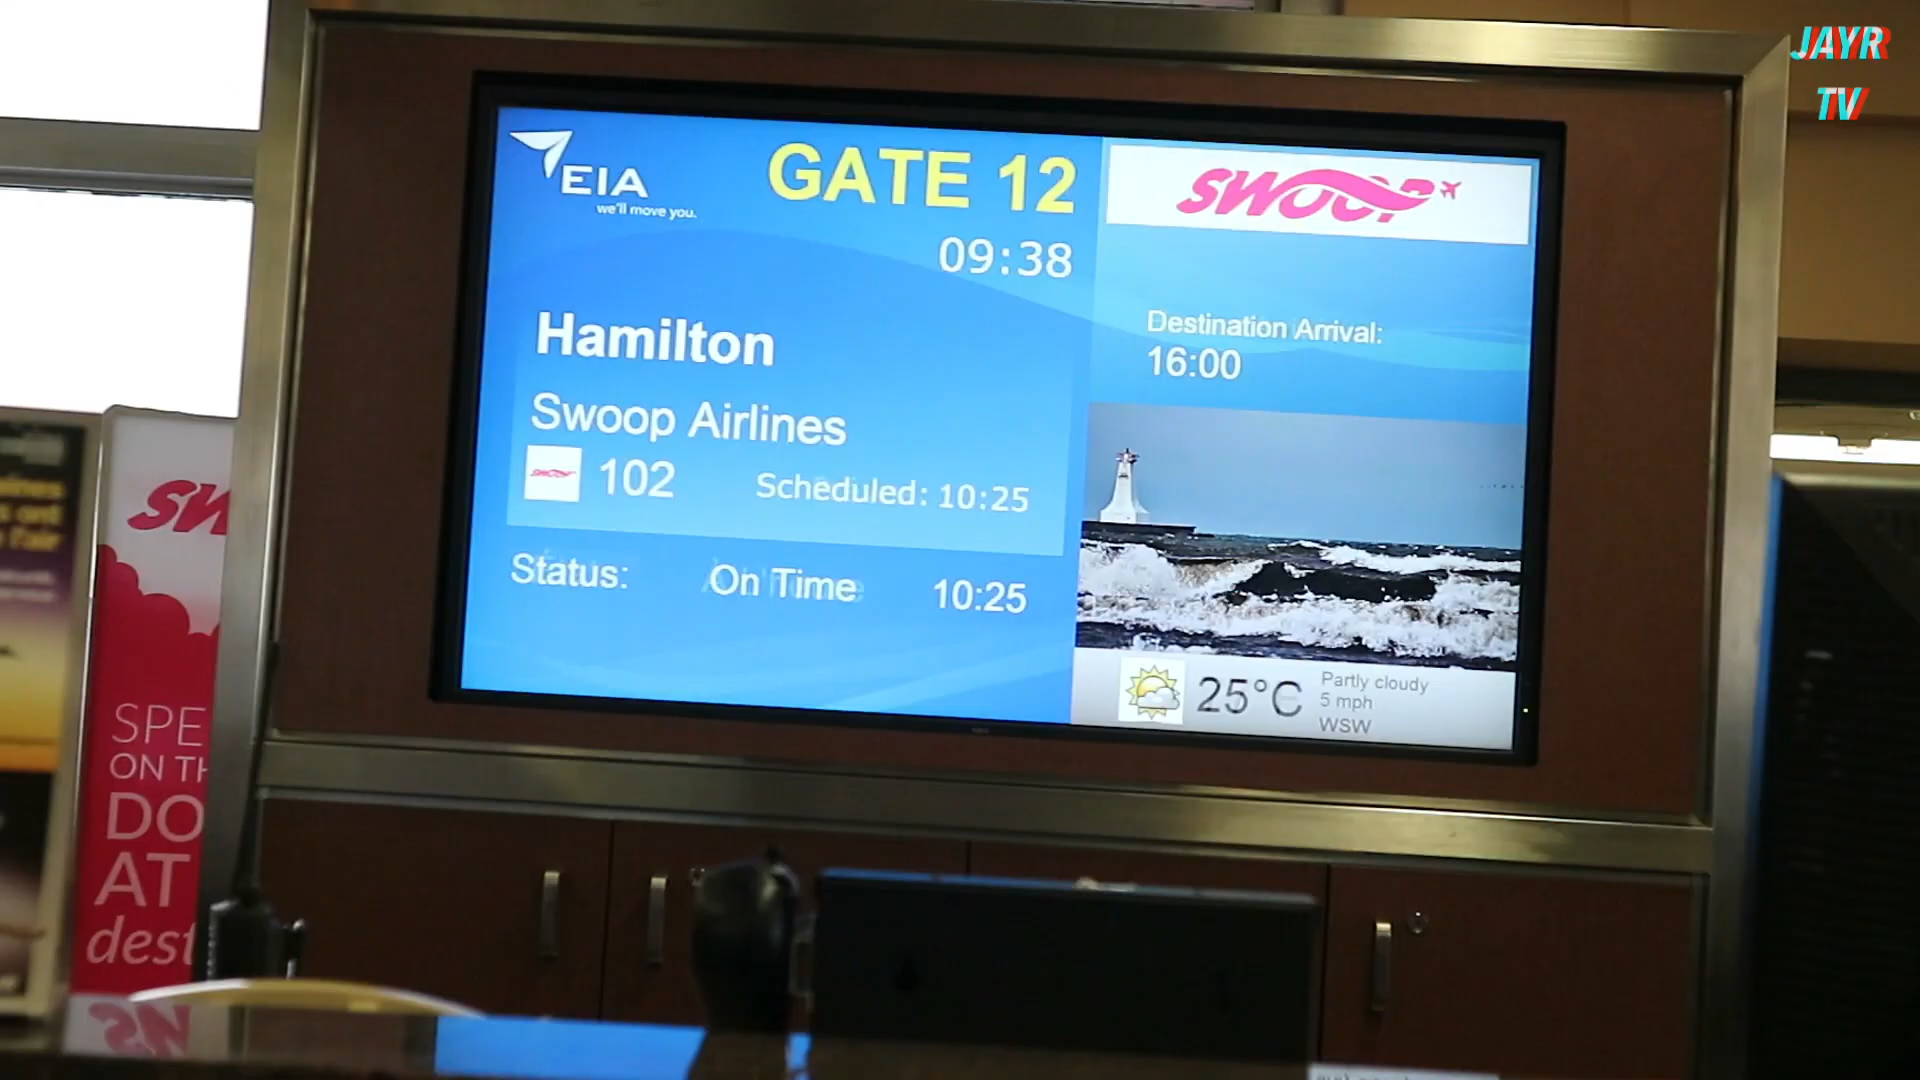 JAYR
TV
EIA
we'll move you.
GATE 12
09:38
SWOOP
Hamilton
Swoop Airlines
swoop
102
Scheduled: 10:25
Status:
On Time
10:25
Destination Arrival:
16:00
25°C
Partly cloudy
5 mph
WSW
SW
SPE
ON TH
DO
AT
dest